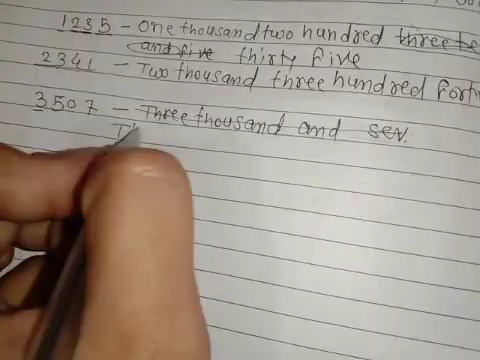 1235 - One thousand two hundred three te
and five thirty five
2341 - Two thousand three hundred fort
3507 - Three thousand and sev.
Th